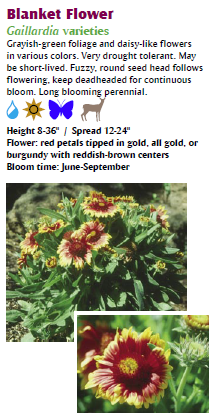 Blanket Flower
Gaillardia varieties
Grayish-green foliage and daisy-like flowers
in various colors. Very drought tolerant. May
be short-lived. Fuzzy, round seed head follows
flowering, keep deadheaded for continuous
bloom. Long blooming perennial.
Height 8-36" / Spread 12-24"
Flower: red petals tipped in gold, all gold, or
burgundy with reddish-brown centers
Bloom time: June-September